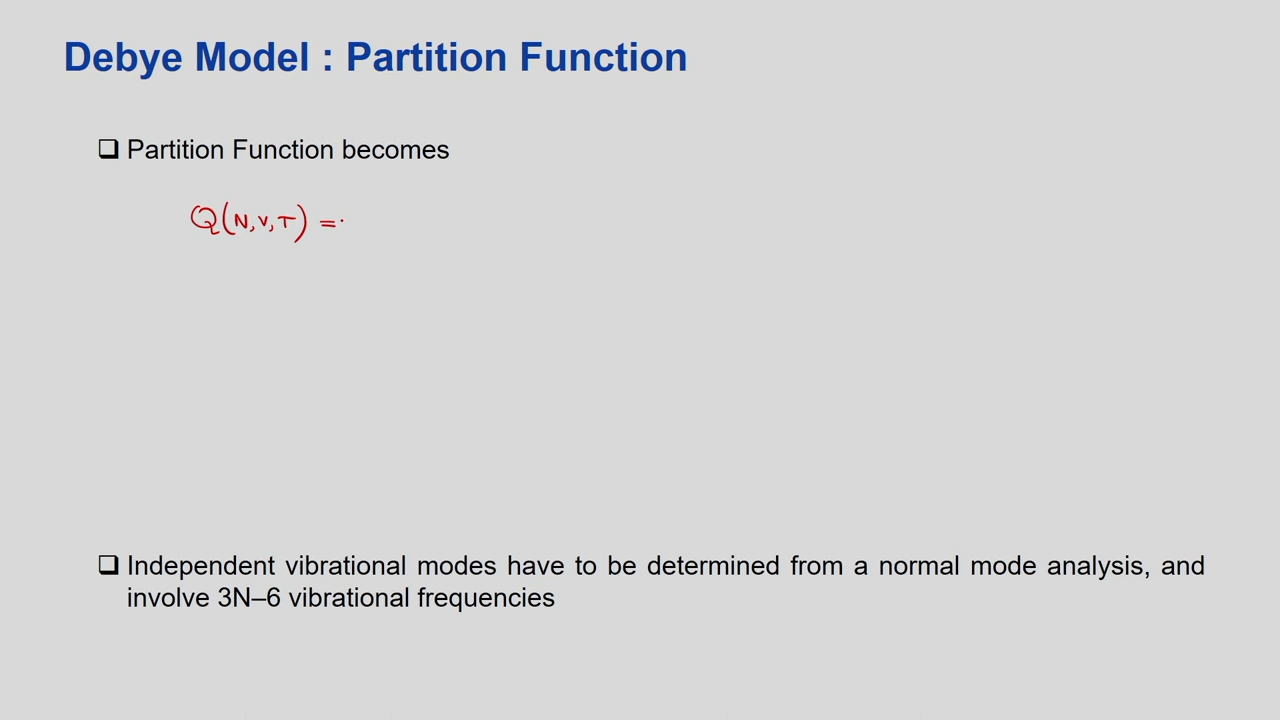 Debye Model : Partition Function
❑ Partition Function becomes
Q(N,V,T) =
❑ Independent vibrational modes have to be determined from a normal mode analysis, and
involve 3N–6 vibrational frequencies